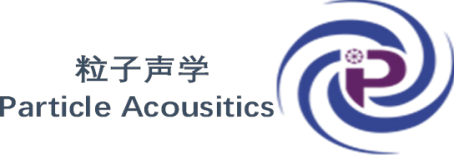 粒子声学
Particle Acousitics
P